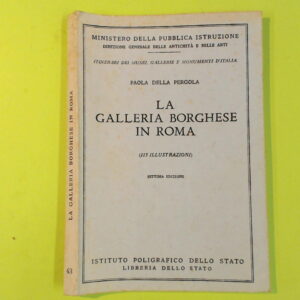 MINISTERO DELLA PUBBLICA ISTRUZIONE
DIREZIONE GENERALE DELLE ANTICHITÀ E BELLE ARTI
ITINERARI DEI MUSEI, GALLERIE E MONUMENTI D'ITALIA
PAOLA DELLA PERGOLA
LA
GALLERIA BORGHESE
IN ROMA
ILLUSTRAZIONI)
SETTIMA EDIZIONE
ISTITUTO POLIGRAFICO DELLO STATO
LIBRERIA DELLO STATO
LA GALLERIA BORGHESE IN ROMA
43